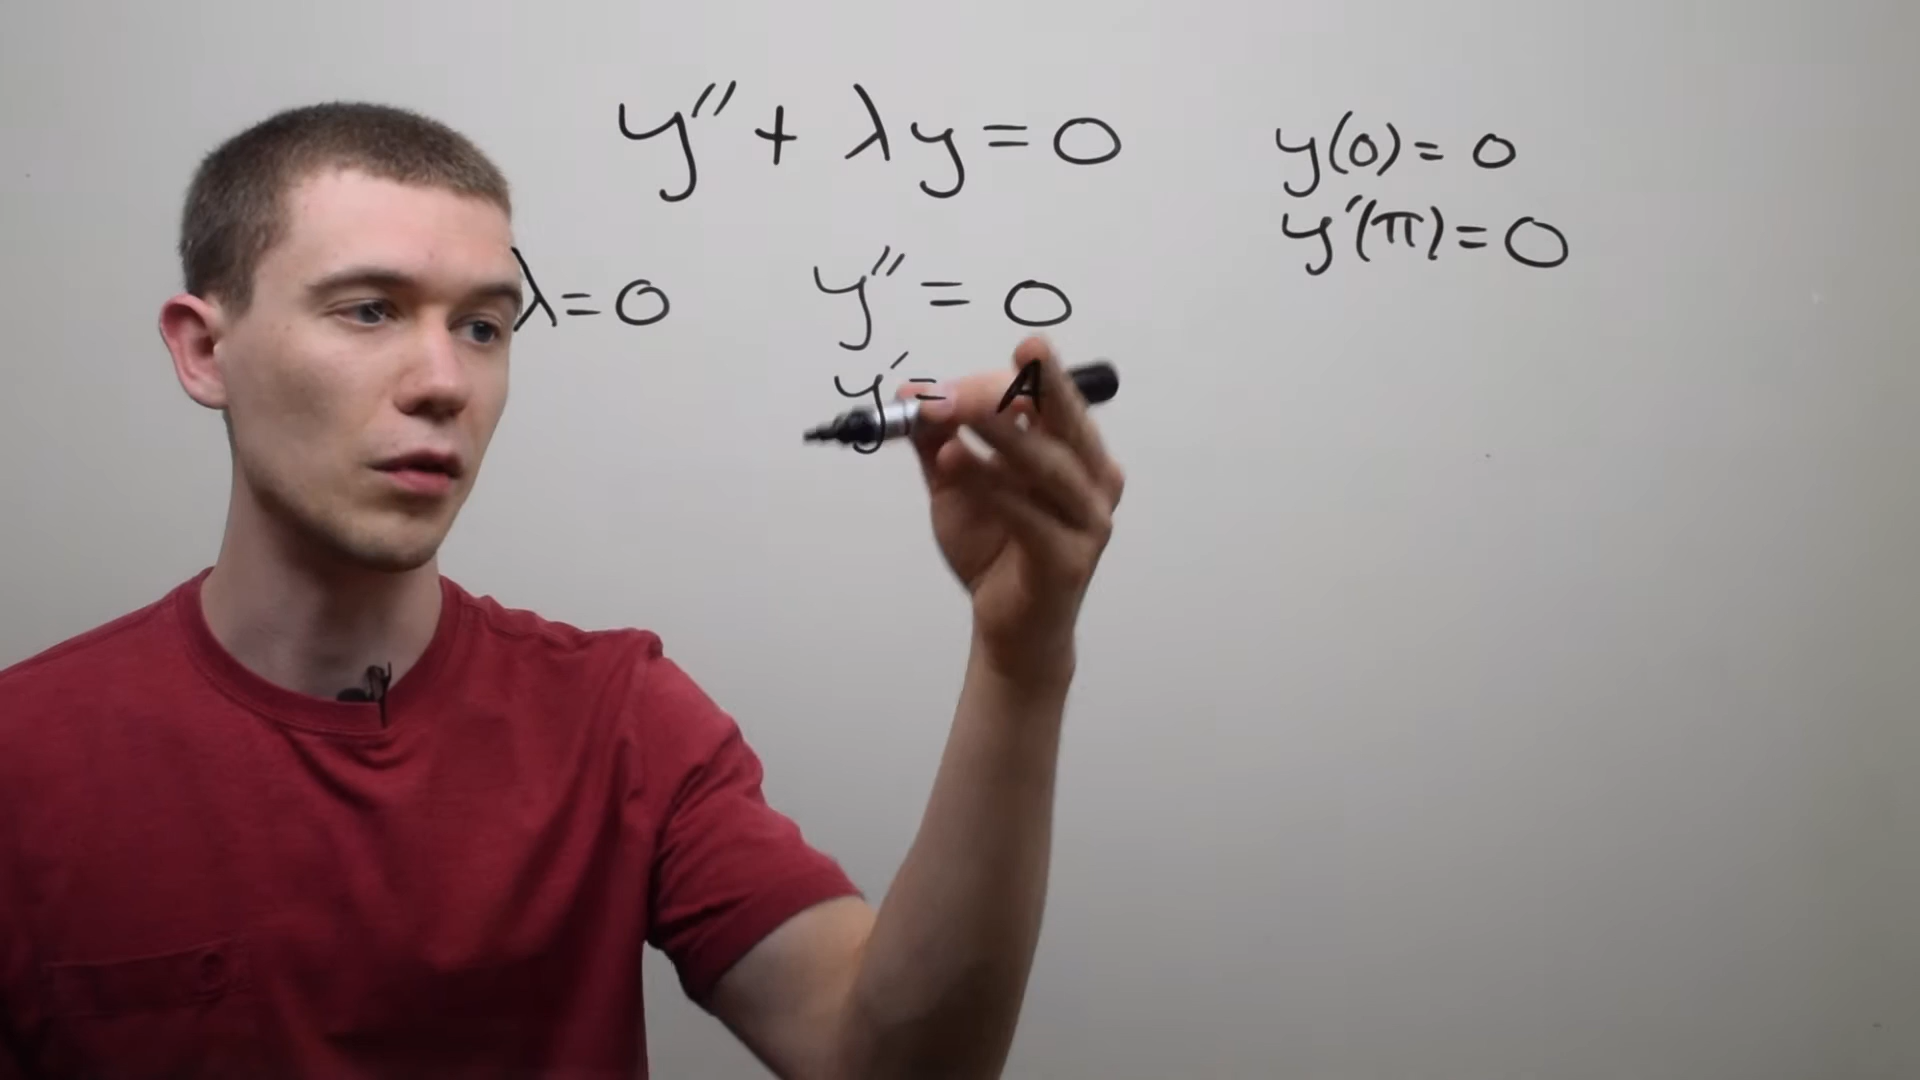 y″ + λy = 0
y(0) = 0
y′(π) = 0
λ = 0
y″ = 0
y′ = A